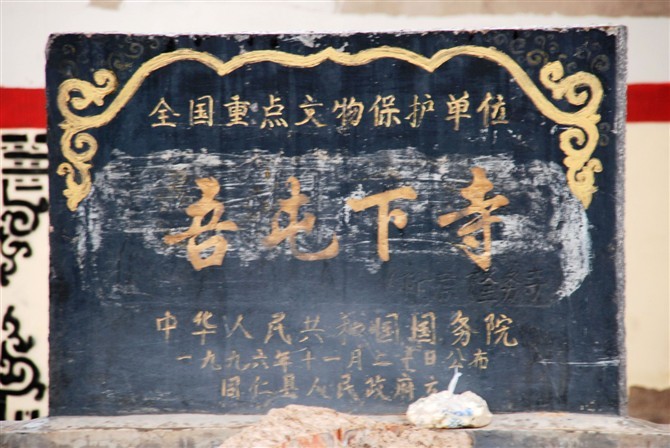 全国重点文物保护单位
吾屯下寺
中华人民共和国国务院
一九九六年十一月二十日公布
同仁县人民政府立